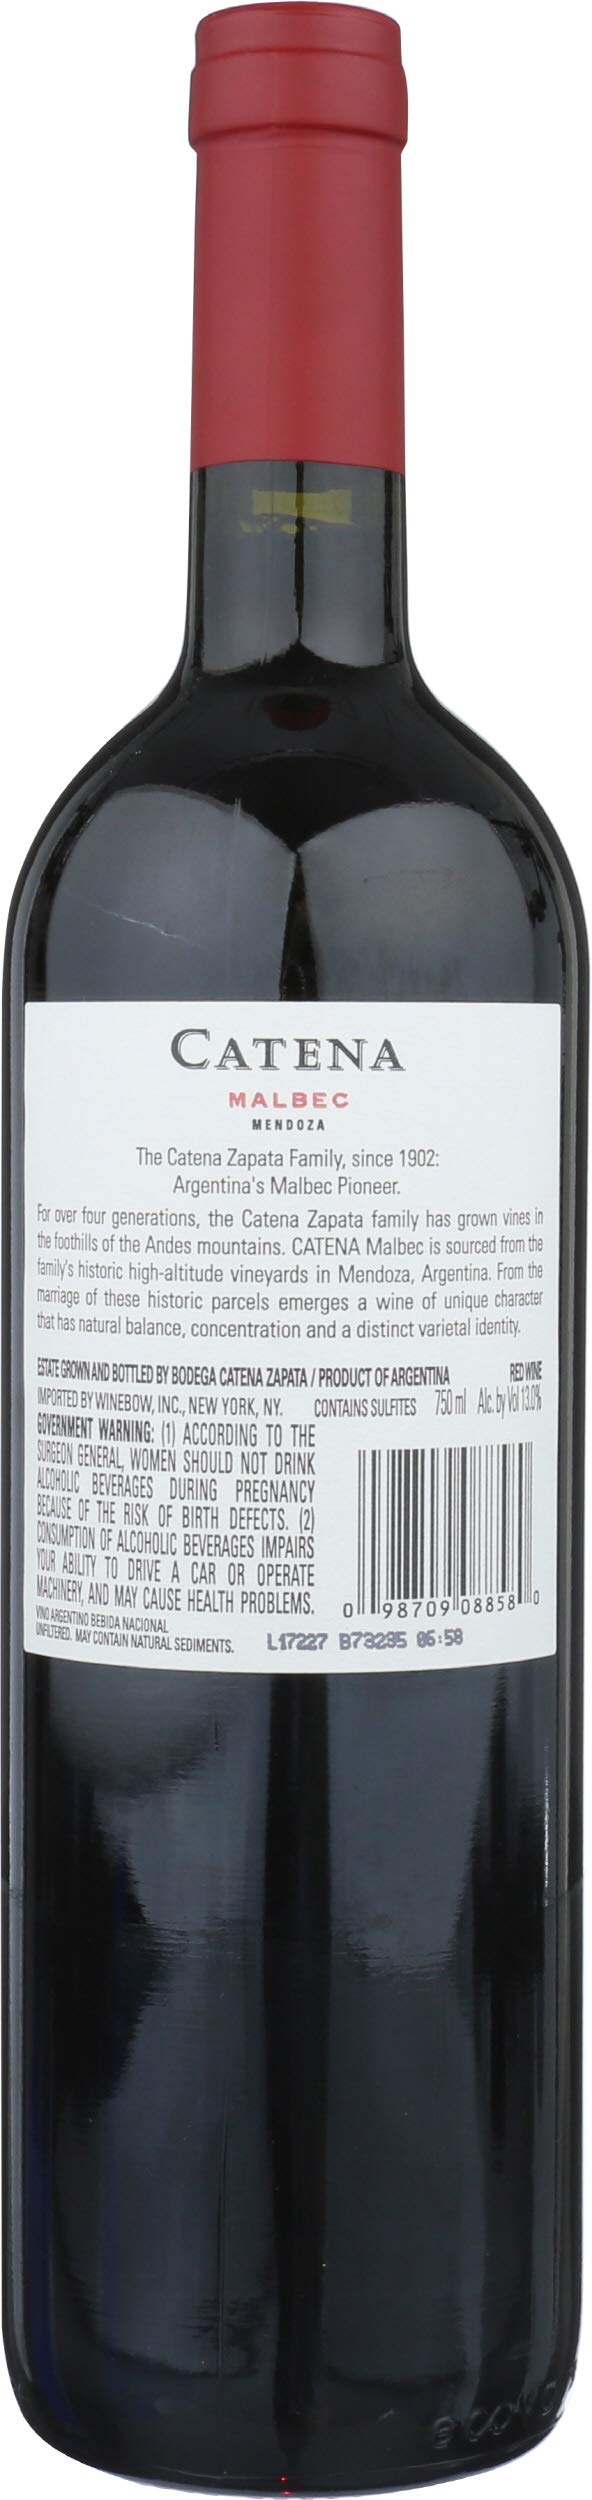 CATENA
MALBEC
MENDOZA
The Catena Zapata Family, since 1902:
Argentina's Malbec Pioneer.
For over four generations, the Catena Zapata family has grown vines in
the foothills of the Andes mountains. CATENA Malbec is sourced from the
family's historic high-altitude vineyards in Mendoza, Argentina. From the
marriage of these historic parcels emerges a wine of unique character
that has natural balance, concentration and a distinct varietal identity.
ESTATE GROWN AND BOTTLED BY BODEGA CATENA ZAPATA / PRODUCT OF ARGENTINA RED WINE
IMPORTED BY WINEBOW, INC., NEW YORK, NY. CONTAINS SULFITES 750 ml Alc. by Vol 13.0%
GOVERNMENT WARNING: (1) ACCORDING TO THE
SURGEON GENERAL, WOMEN SHOULD NOT DRINK
ALCOHOLIC BEVERAGES DURING PREGNANCY
BECAUSE OF THE RISK OF BIRTH DEFECTS. (2)
CONSUMPTION OF ALCOHOLIC BEVERAGES IMPAIRS
YOUR ABILITY TO DRIVE A CAR OR OPERATE
MACHINERY, AND MAY CAUSE HEALTH PROBLEMS.
0 98709 08858 0
VINO ARGENTINO BEBIDA NACIONAL
UNFILTERED. MAY CONTAIN NATURAL SEDIMENTS.
L17227 B73235 06:58